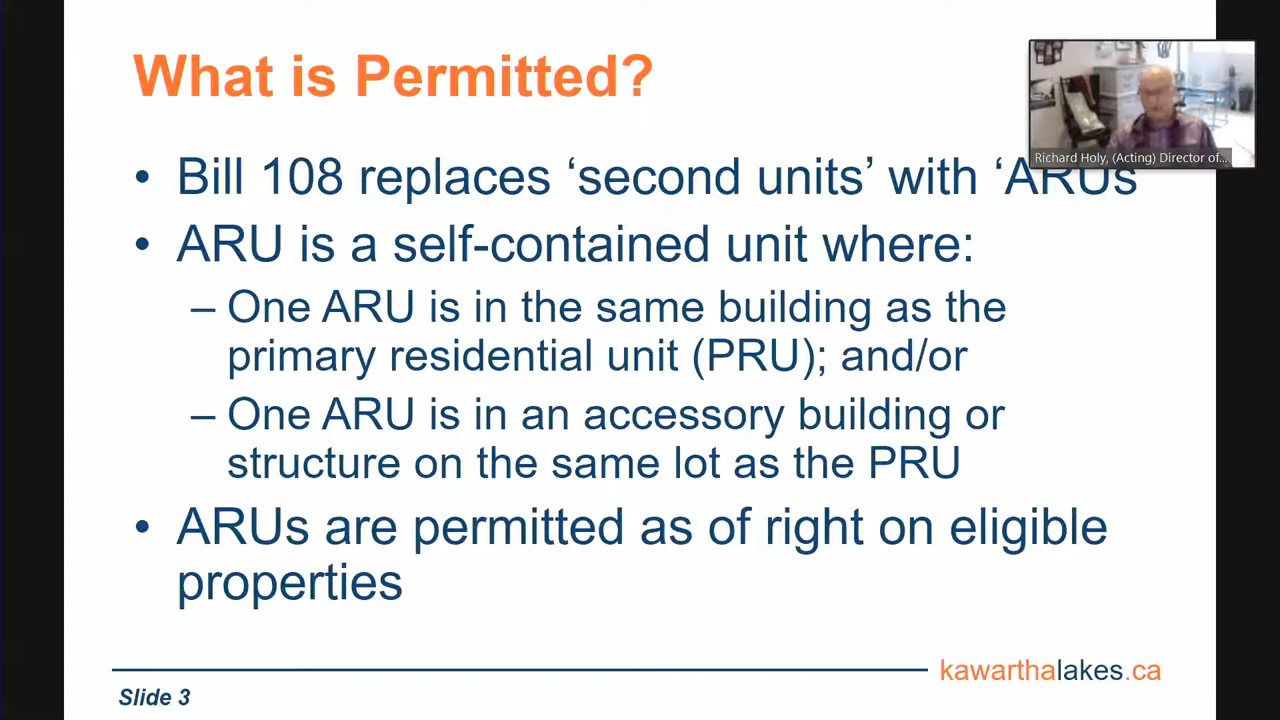 What is Permitted?
Richard Holy, (Acting) Director of...
• Bill 108 replaces ‘second units’ with ‘ARUs
• ARU is a self-contained unit where:
– One ARU is in the same building as the
primary residential unit (PRU); and/or
– One ARU is in an accessory building or
structure on the same lot as the PRU
• ARUs are permitted as of right on eligible
properties
kawarthalakes.ca
Slide 3